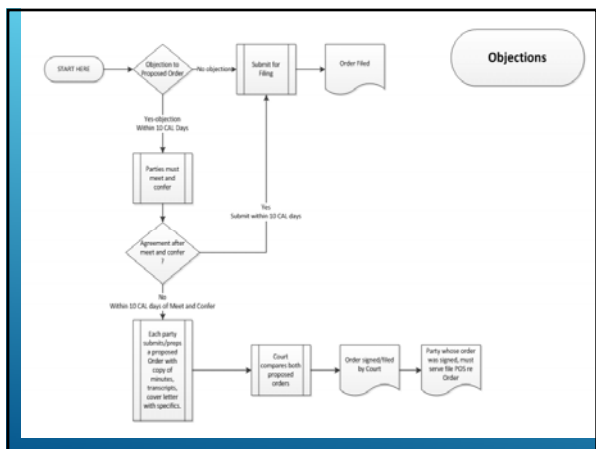 Objections
START HERE
Objection to
Proposed Order
No objection
Submit for
Filing
Order Filed
Yes-objection
Within 10 CAL Days
Parties must
meet and
confer
Yes
Submit within 10 CAL days
Agreement after
meet and confer
?
No
Within 10 CAL days of Meet and Confer
Each party
submits/preps
a proposed
Order with
copy of
minutes,
transcripts,
cover letter
with specifics.
Court
compares both
proposed
orders
Order signed/filed
by Court
Party whose order
was signed, must
serve file POS re
Order